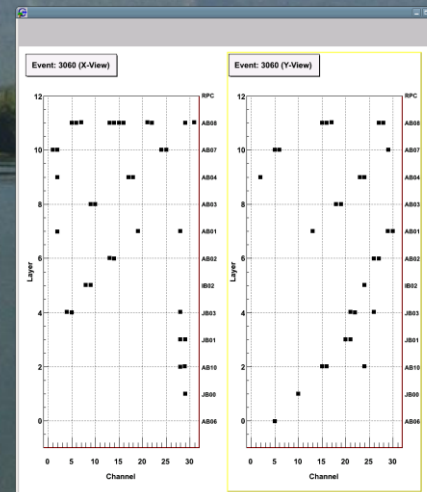 Event: 3060 (X-View)
12
10
8
6
4
2
0
Layer
0 5 10 15 20 25 30
Channel
RPC
AB08
AB07
AB04
AB03
AB01
AB02
IB02
JB03
JB01
AB10
JB00
AB06
Event: 3060 (Y-View)
12
10
8
6
4
2
0
Layer
0 5 10 15 20 25 30
Channel
RPC
AB08
AB07
AB04
AB03
AB01
AB02
IB02
JB03
JB01
AB10
JB00
AB06